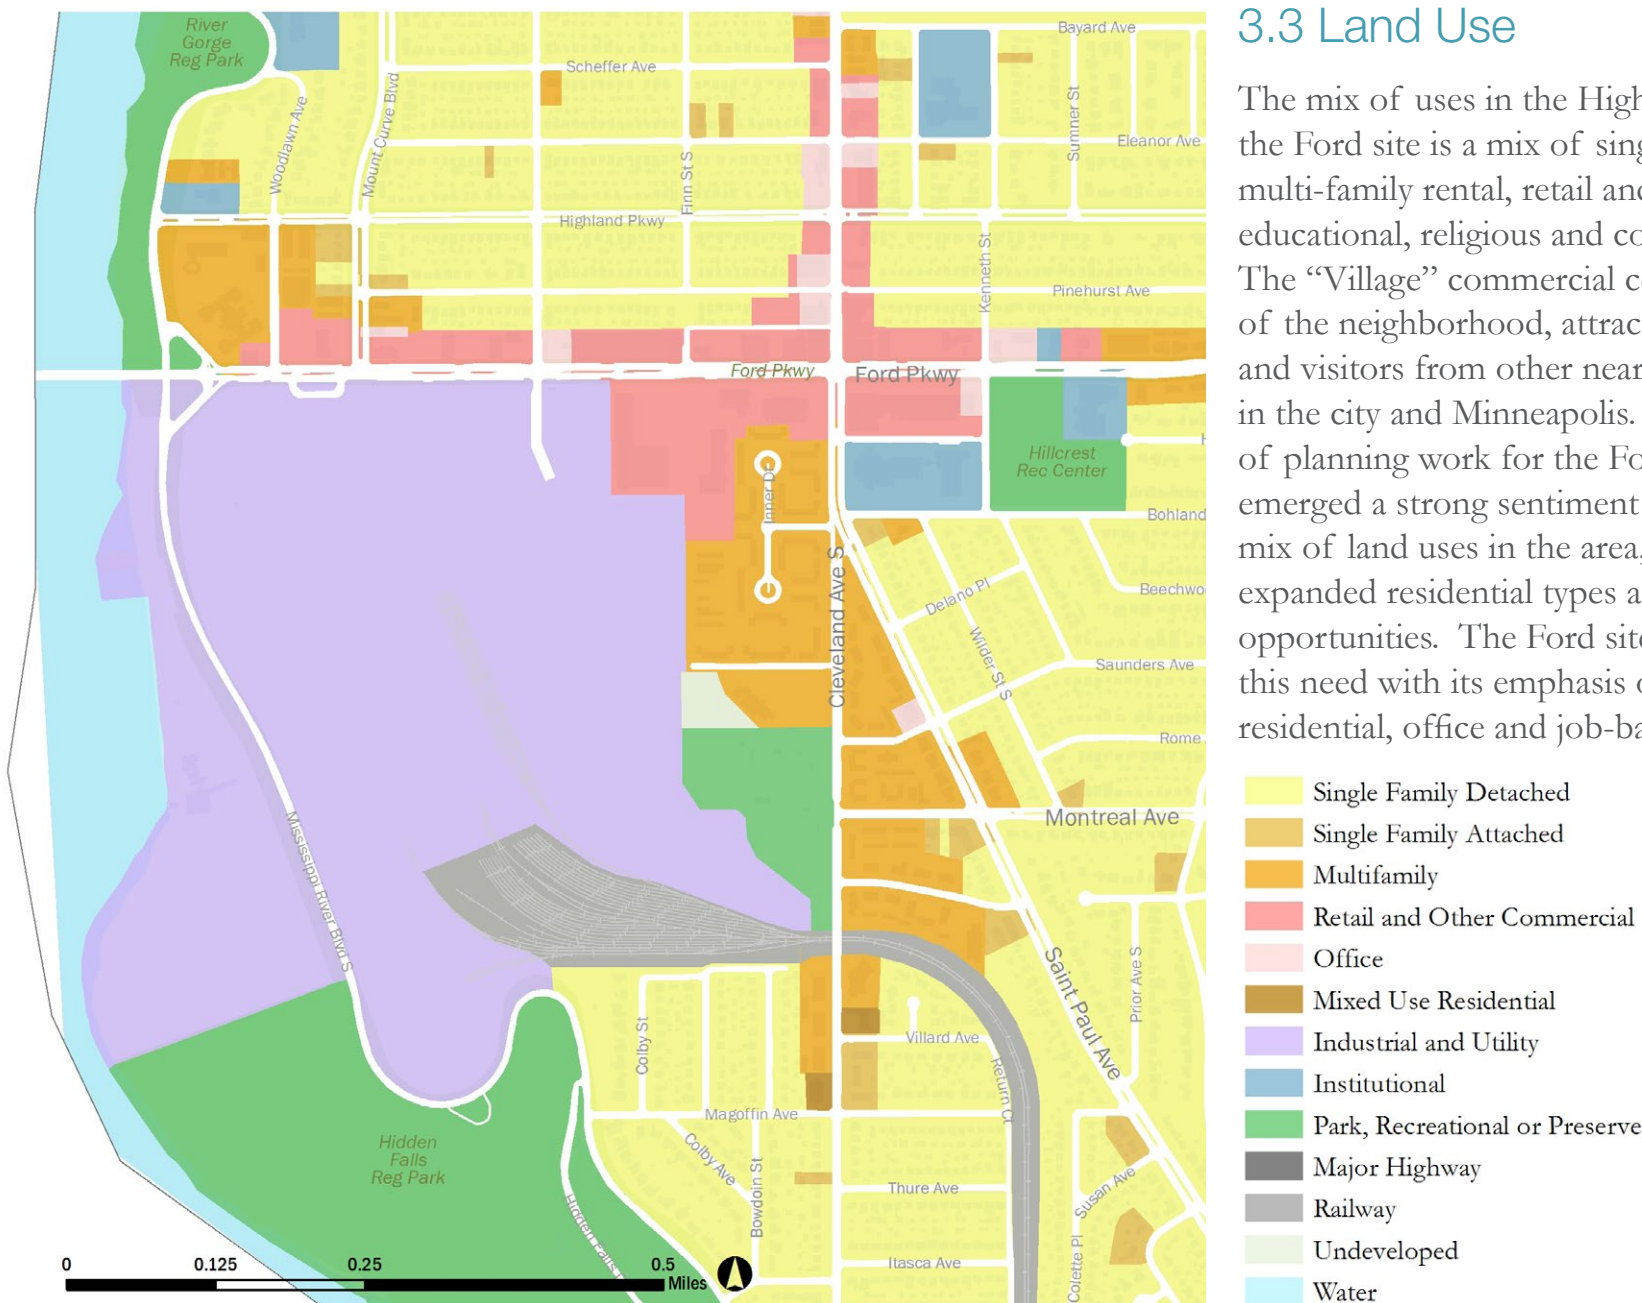 3.3 Land Use
The mix of uses in the High
the Ford site is a mix of sing
multi-family rental, retail and
educational, religious and co
The “Village” commercial c
of the neighborhood, attrac
and visitors from other near
in the city and Minneapolis.
of planning work for the Fo
emerged a strong sentiment
mix of land uses in the area,
expanded residential types a
opportunities. The Ford site
this need with its emphasis o
residential, office and job-ba
Single Family Detached
Single Family Attached
Multifamily
Retail and Other Commercial
Office
Mixed Use Residential
Industrial and Utility
Institutional
Park, Recreational or Preserve
Major Highway
Railway
Undeveloped
Water
River
Gorge
Reg Park
Bayard Ave
Scheffer Ave
Woodlawn Ave
Mount Curve Blvd
Sumner St
Eleanor Ave
Finn St S
Highland Pkwy
Kenneth St
Pinehurst Ave
Ford Pkwy
Ford Pkwy
Hillcrest
Rec Center
Inner Dr
Bohland
Cleveland Ave S
Beechwo
Delano Pl
Wilder St S
Saunders Ave
Rome
Montreal Ave
Mississippi River Blvd S
Saint Paul Ave
Prior Ave S
Colby St
Villard Ave
Return Ct
Magoffin Ave
Colby Ave
Bowdoin St
Hidden
Falls
Reg Park
Susan Ave
Thure Ave
Hidden Falls
Itasca Ave
Colette Pl
0 0.125 0.25 0.5
Miles